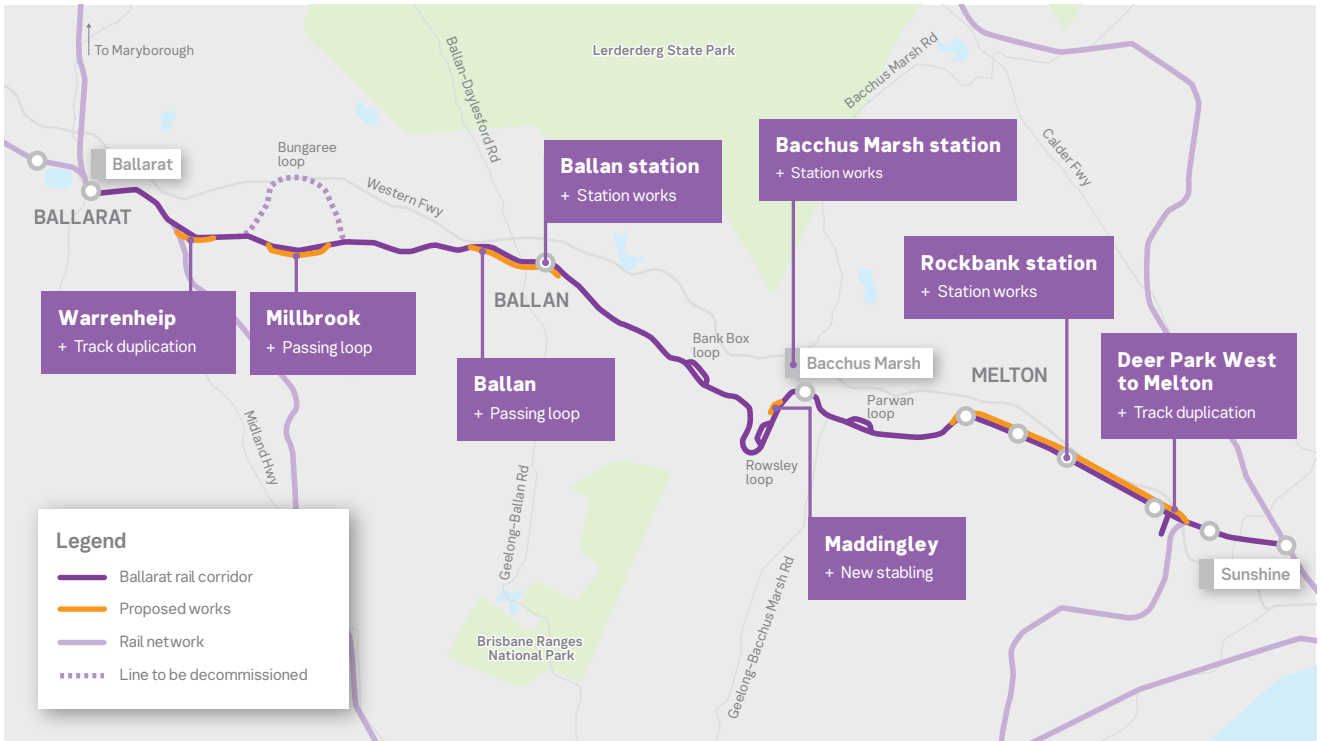 To Maryborough
Ballan–Daylesford Rd
Lerderderg State Park
Bacchus Marsh Rd
Calder Fwy
Ballarat
BALLARAT
Bungaree
loop
Western Fwy
Ballan station
+ Station works
Bacchus Marsh station
+ Station works
Rockbank station
+ Station works
Warrenheip
+ Track duplication
Millbrook
+ Passing loop
BALLAN
Ballan
+ Passing loop
Bank Box
loop
Bacchus Marsh
Parwan
loop
MELTON
Deer Park West
to Melton
+ Track duplication
Midland Hwy
Geelong–Ballan Rd
Rowsley
loop
Maddingley
+ New stabling
Geelong–Bacchus Marsh Rd
Sunshine
Brisbane Ranges
National Park
Legend
Ballarat rail corridor
Proposed works
Rail network
Line to be decommissioned